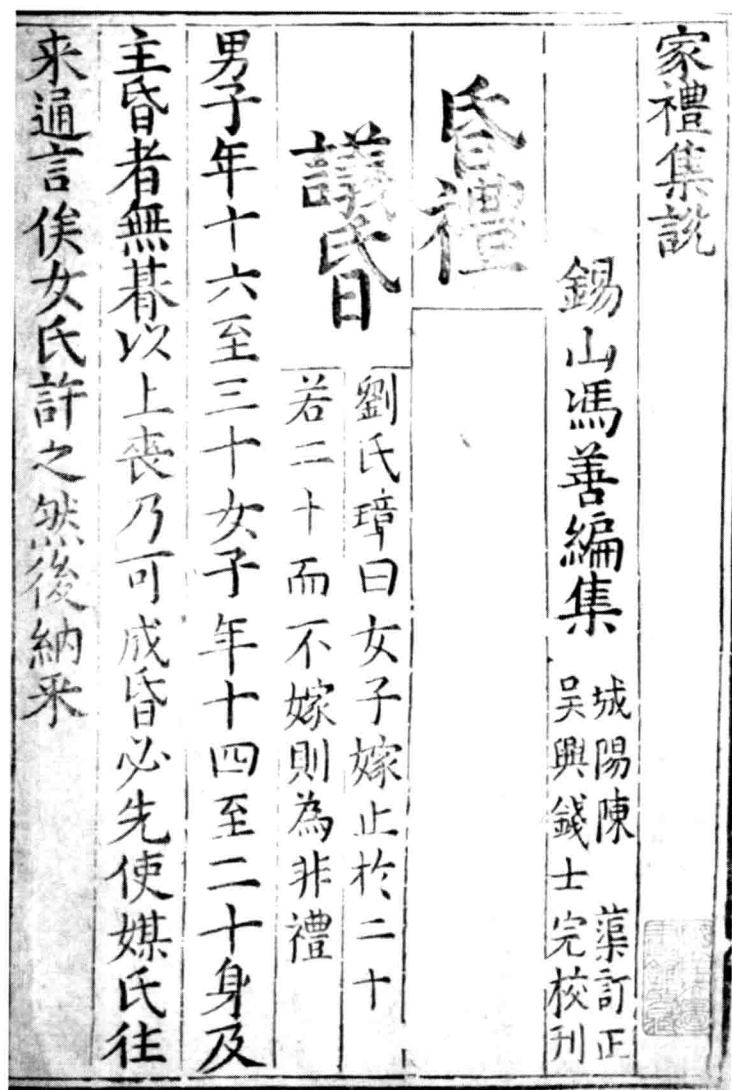 家禮集說
錫山馮善編集
城陽陳　蕖訂正
吴興錢士完校刊
昏禮
議昏
劉氏璋曰女子嫁止於二十
若二十而不嫁則為非禮
男子年十六至三十女子年十四至二十身及
主昏者無朞以上丧乃可成昏必先使媒氏往
来通言俟女氏許之然後納采